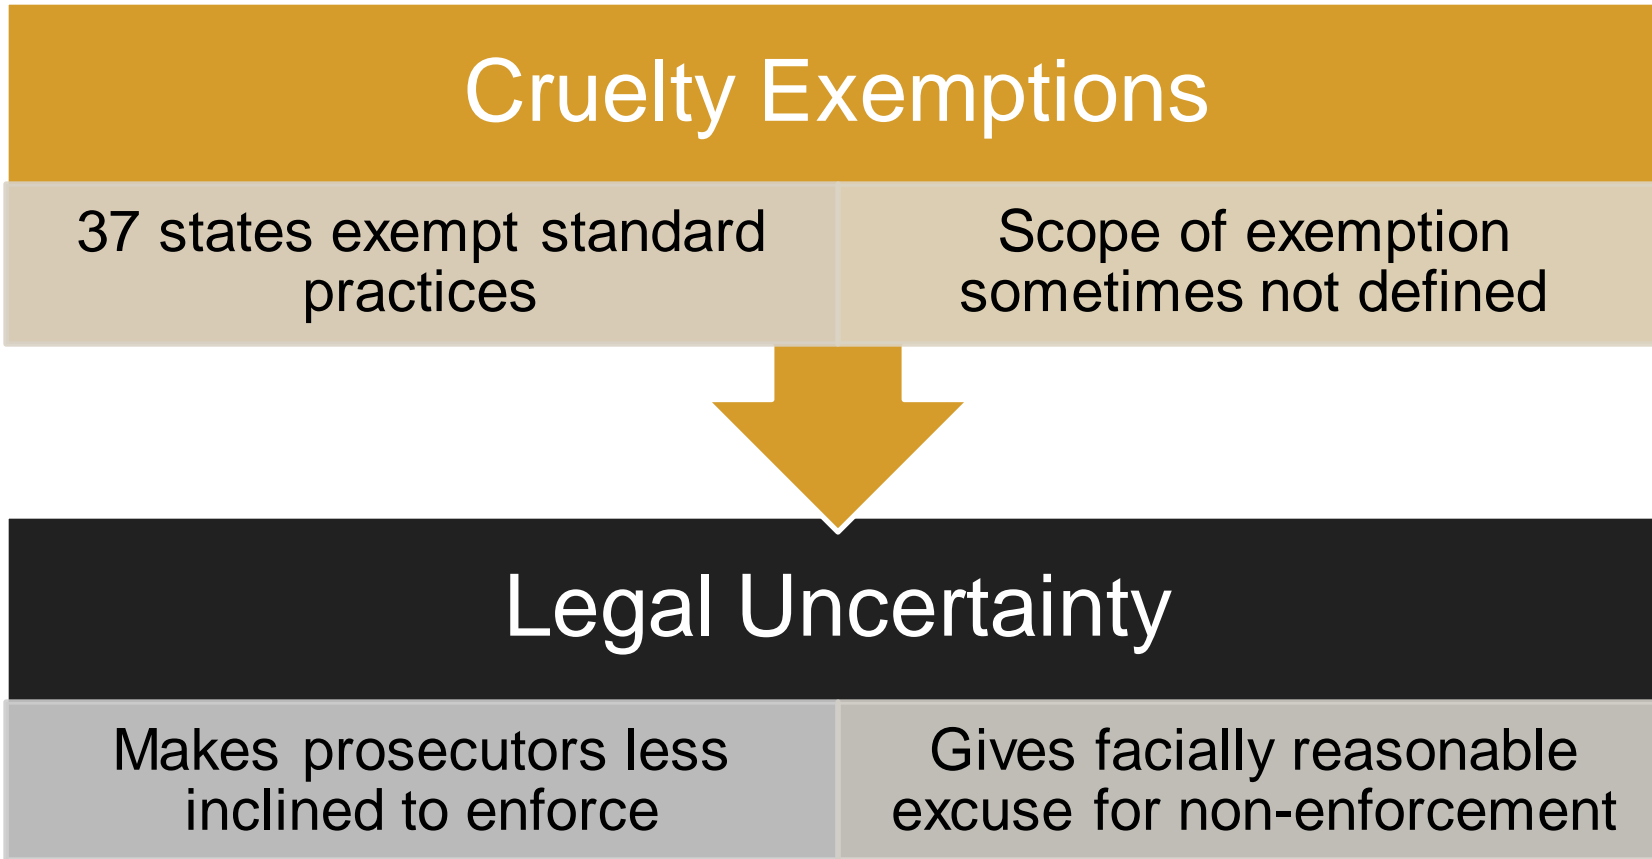 Cruelty Exemptions
37 states exempt standard
practices
Scope of exemption
sometimes not defined
Legal Uncertainty
Makes prosecutors less
inclined to enforce
Gives facially reasonable
excuse for non-enforcement